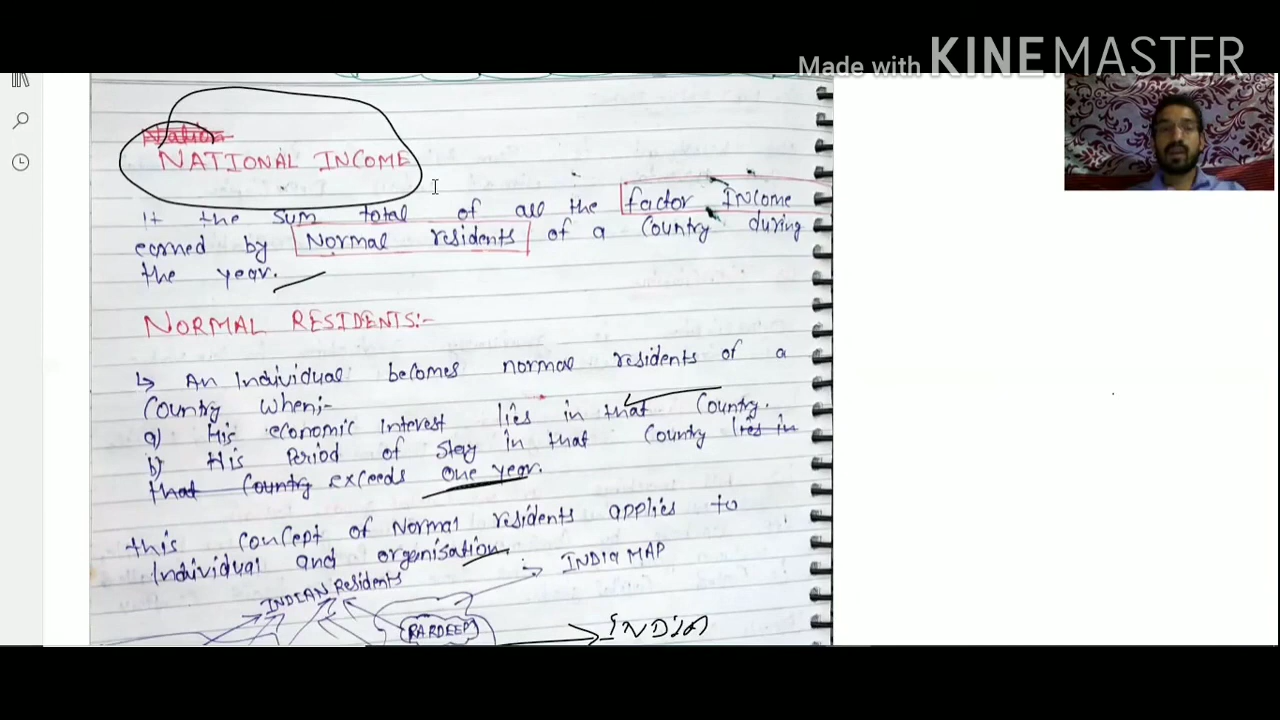 Made with KINEMASTER
Nation
NATIONAL INCOME
It the sum total of all the factor Income
earned by Normal residents of a Country during
the year.
NORMAL RESIDENTS:-
↳ An Individual becomes normal residents of a
Country when;-
a) His economic interest lies in that Country.
b) His Period of stay in that Country lies in
that Country exceeds one year.
this concept of Normal residents applies to
Individual and organisation
INDIA MAP
INDIAN Residents
PARDEEP
INDIA